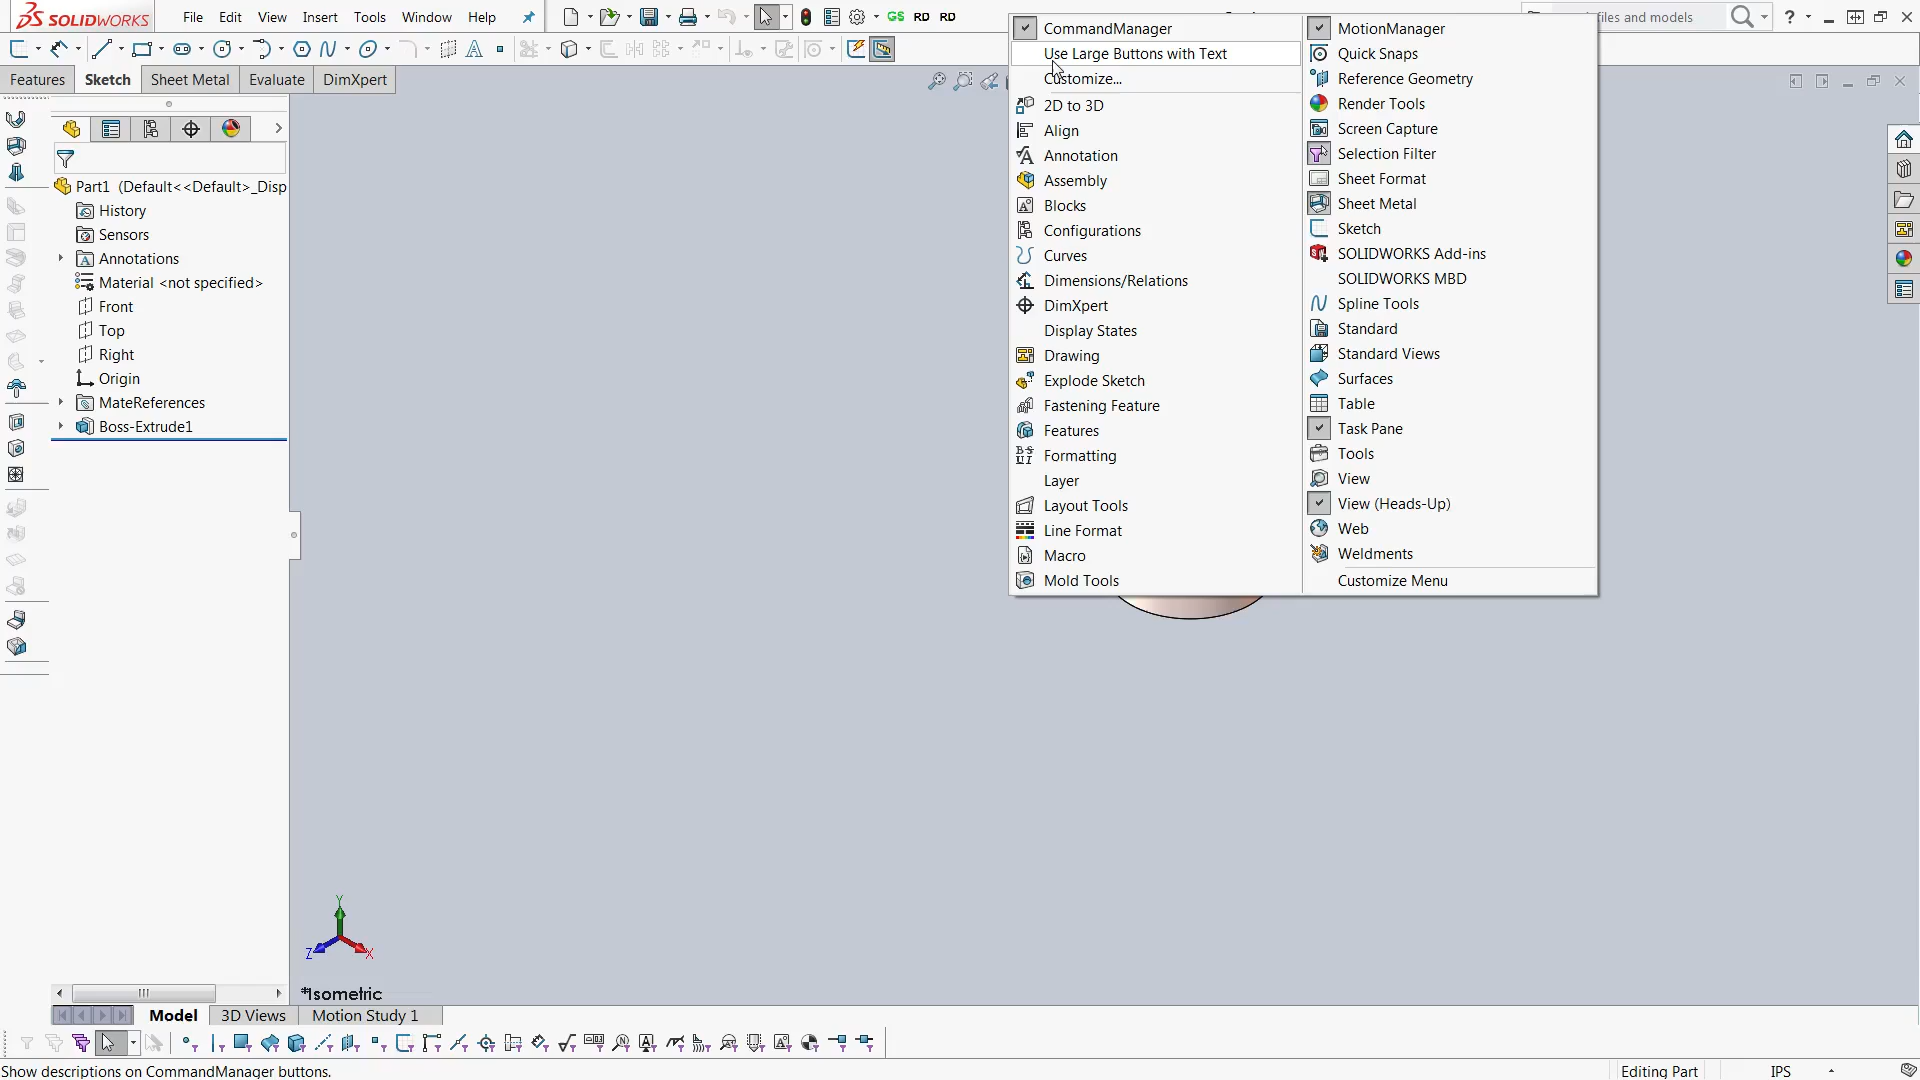 SOLIDWORKS
File Edit View Insert Tools Window Help
GS RD RD
files and models
?
Features Sketch Sheet Metal Evaluate DimXpert
Part1 (Default<<Default>_Disp
History
Sensors
Annotations
Material <not specified>
Front
Top
Right
Origin
MateReferences
Boss-Extrude1
CommandManager
Use Large Buttons with Text
Customize...
2D to 3D
Align
Annotation
Assembly
Blocks
Configurations
Curves
Dimensions/Relations
DimXpert
Display States
Drawing
Explode Sketch
Fastening Feature
Features
Formatting
Layer
Layout Tools
Line Format
Macro
Mold Tools
MotionManager
Quick Snaps
Reference Geometry
Render Tools
Screen Capture
Selection Filter
Sheet Format
Sheet Metal
Sketch
SOLIDWORKS Add-ins
SOLIDWORKS MBD
Spline Tools
Standard
Standard Views
Surfaces
Table
Task Pane
Tools
View
View (Heads-Up)
Web
Weldments
Customize Menu
Y
Z X
*Isometric
Model 3D Views Motion Study 1
Show descriptions on CommandManager buttons.
Editing Part IPS